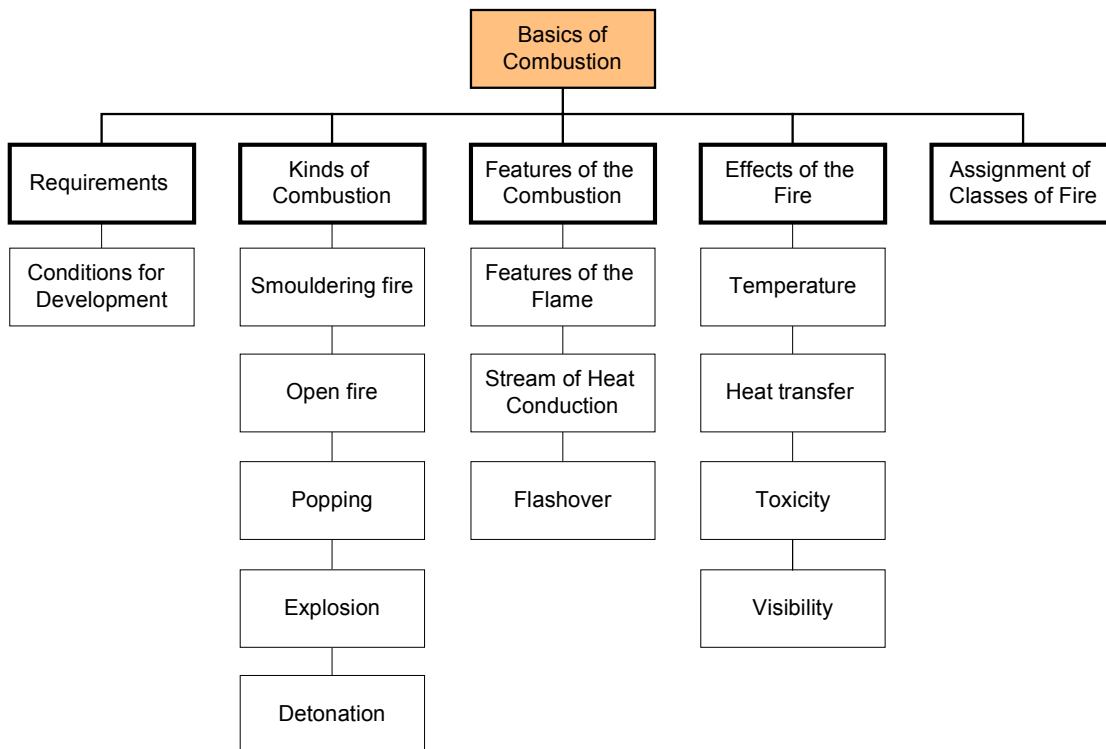 Basics of
Combustion
Requirements
Kinds of
Combustion
Features of the
Combustion
Effects of the
Fire
Assignment of
Classes of Fire
Conditions for
Development
Smouldering fire
Features of the
Flame
Temperature
Open fire
Stream of Heat
Conduction
Heat transfer
Popping
Flashover
Toxicity
Explosion
Visibility
Detonation